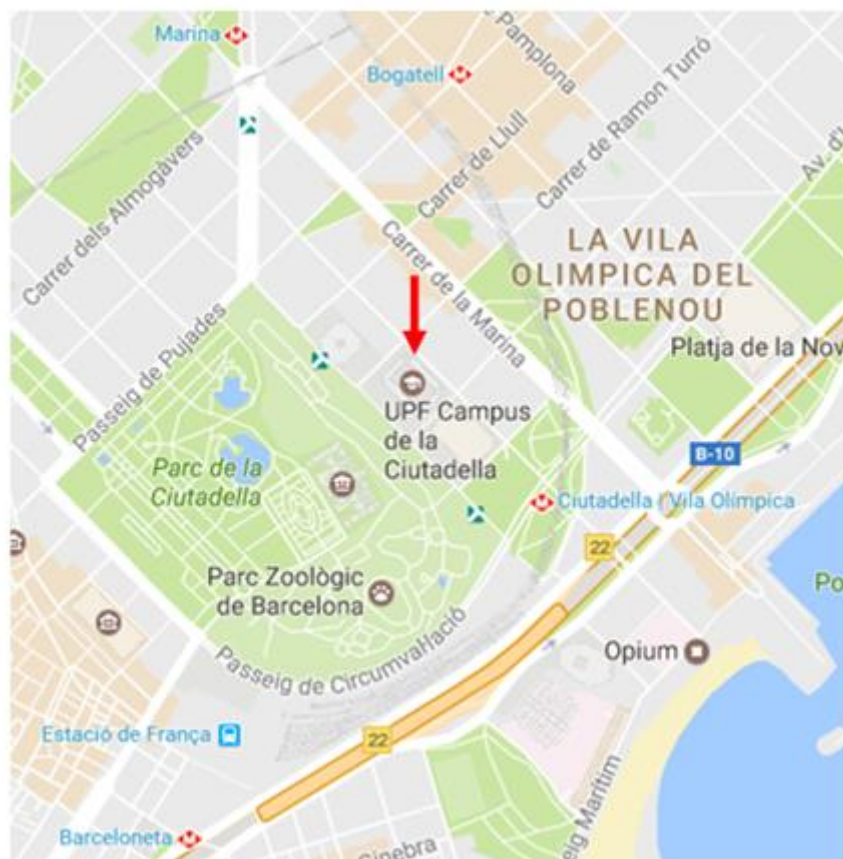 Marina
Bogatell
Pamplona
Carrer de Ramon Turró
Carrer de Llull
Carrer dels Almogàvers
Carrer de la Marina
Av. d'
LA VILA
OLIMPICA DEL
POBLENOU
Platja de la Nov
Passeig de Pujades
UPF Campus
de la
Ciutadella
B-10
Parc de la
Ciutadella
Ciutadella / Vila Olímpica
22
Parc Zoològic
de Barcelona
Po
Passeig de Circumval·lació
Opium
Estació de França
22
eig Marítim
Barceloneta
Ginebra